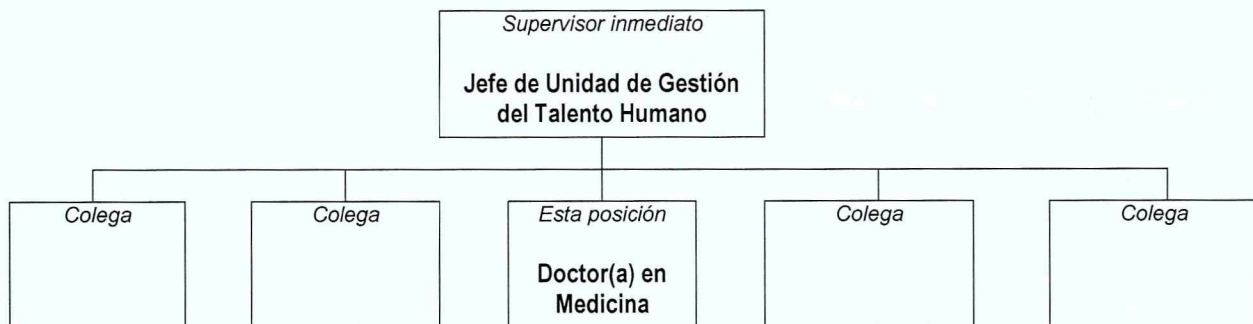 Supervisor inmediato
Jefe de Unidad de Gestión
del Talento Humano
Colega
Colega
Esta posición
Doctor(a) en
Medicina
Colega
Colega